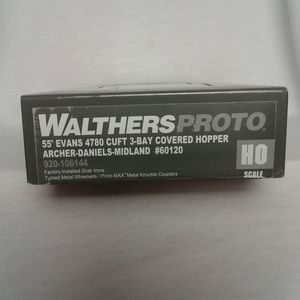 WALTHERSPROTO®
55' EVANS 4780 CUFT 3-BAY COVERED HOPPER
ARCHER-DANIELS-MIDLAND #60120
920-106144
Factory-Installed Grab Irons
Turned Metal Wheelsets / Proto MAX™ Metal Knuckle Couplers
HO
SCALE